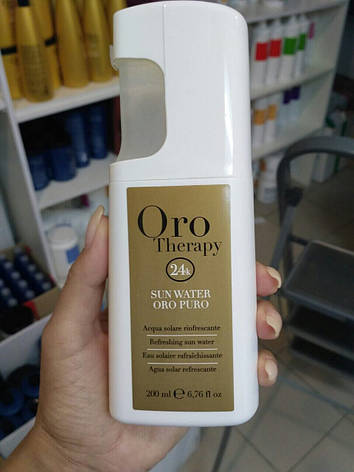 Oro
Therapy
24k
SUN WATER
ORO PURO
Acqua solare rinfrescante
Refreshing sun water
Eau solaire rafraîchissante
Agua solar refrescante
200 ml ℮ 6,76 fl oz